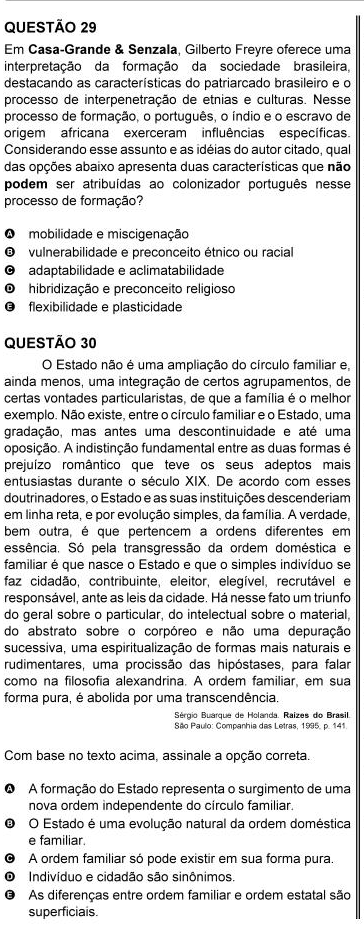 QUESTÃO 29
Em Casa-Grande & Senzala, Gilberto Freyre oferece uma
interpretação da formação da sociedade brasileira,
destacando as características do patriarcado brasileiro e o
processo de interpenetração de etnias e culturas. Nesse
processo de formação, o português, o índio e o escravo de
origem africana exerceram influências específicas.
Considerando esse assunto e as idéias do autor citado, qual
das opções abaixo apresenta duas características que não
podem ser atribuídas ao colonizador português nesse
processo de formação?
A mobilidade e miscigenação
B vulnerabilidade e preconceito étnico ou racial
C adaptabilidade e aclimatabilidade
D hibridização e preconceito religioso
E flexibilidade e plasticidade
QUESTÃO 30
O Estado não é uma ampliação do círculo familiar e,
ainda menos, uma integração de certos agrupamentos, de
certas vontades particularistas, de que a família é o melhor
exemplo. Não existe, entre o círculo familiar e o Estado, uma
gradação, mas antes uma descontinuidade e até uma
oposição. A indistinção fundamental entre as duas formas é
prejuízo romântico que teve os seus adeptos mais
entusiastas durante o século XIX. De acordo com esses
doutrinadores, o Estado e as suas instituições descenderiam
em linha reta, e por evolução simples, da família. A verdade,
bem outra, é que pertencem a ordens diferentes em
essência. Só pela transgressão da ordem doméstica e
familiar é que nasce o Estado e que o simples indivíduo se
faz cidadão, contribuinte, eleitor, elegível, recrutável e
responsável, ante as leis da cidade. Há nesse fato um triunfo
do geral sobre o particular, do intelectual sobre o material,
do abstrato sobre o corpóreo e não uma depuração
sucessiva, uma espiritualização de formas mais naturais e
rudimentares, uma procissão das hipóstases, para falar
como na filosofia alexandrina. A ordem familiar, em sua
forma pura, é abolida por uma transcendência.
Sérgio Buarque de Holanda. Raízes do Brasil.
São Paulo: Companhia das Letras, 1995, p. 141.
Com base no texto acima, assinale a opção correta.
A A formação do Estado representa o surgimento de uma
nova ordem independente do círculo familiar.
B O Estado é uma evolução natural da ordem doméstica
e familiar.
C A ordem familiar só pode existir em sua forma pura.
D Indivíduo e cidadão são sinônimos.
E As diferenças entre ordem familiar e ordem estatal são
superficiais.